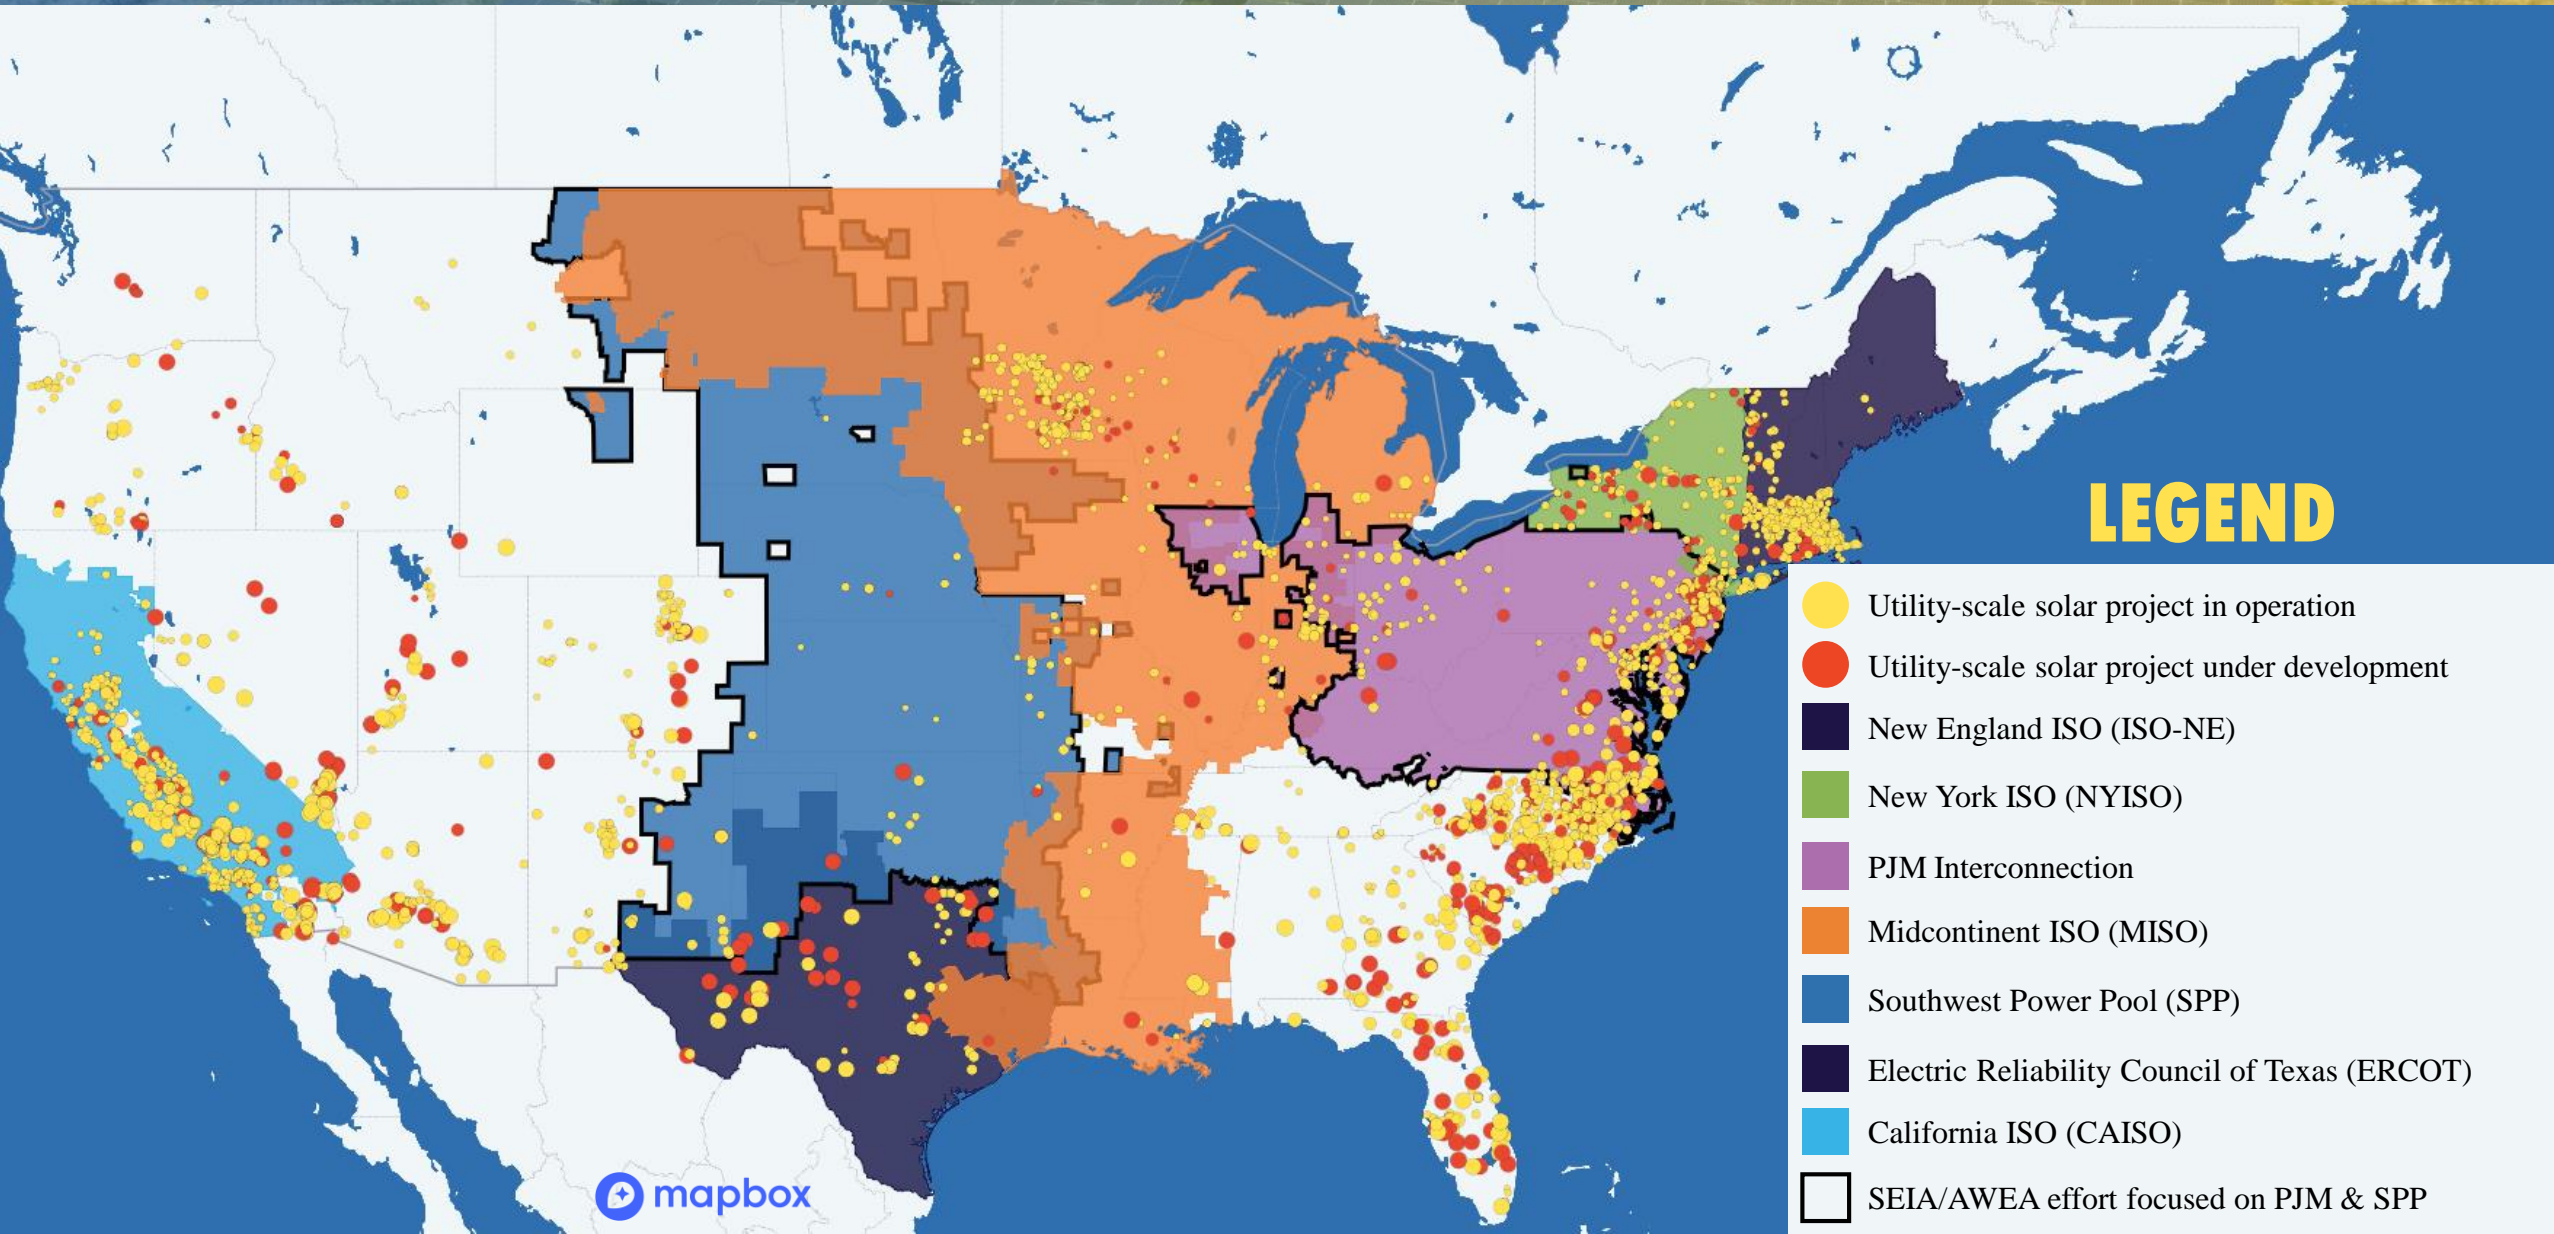 LEGEND
Utility-scale solar project in operation
Utility-scale solar project under development
New England ISO (ISO-NE)
New York ISO (NYISO)
PJM Interconnection
Midcontinent ISO (MISO)
Southwest Power Pool (SPP)
Electric Reliability Council of Texas (ERCOT)
California ISO (CAISO)
SEIA/AWEA effort focused on PJM & SPP
mapbox